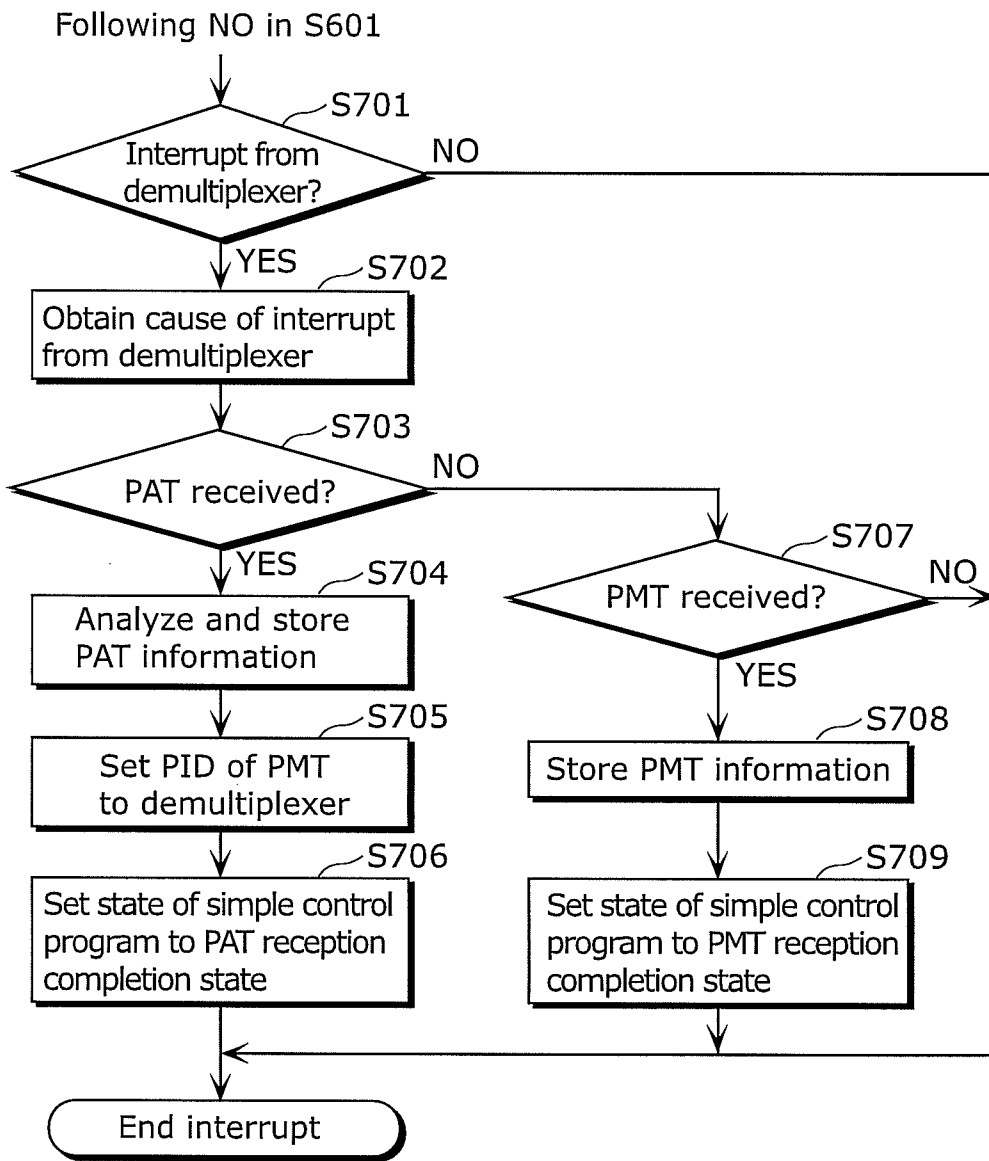 Following NO in S601
S701
Interrupt from
demultiplexer?
NO
YES
S702
Obtain cause of interrupt
from demultiplexer
S703
PAT received?
NO
YES
S704
Analyze and store
PAT information
S705
Set PID of PMT
to demultiplexer
S706
Set state of simple control
program to PAT reception
completion state
S707
PMT received?
NO
YES
S708
Store PMT information
S709
Set state of simple control
program to PMT reception
completion state
End interrupt